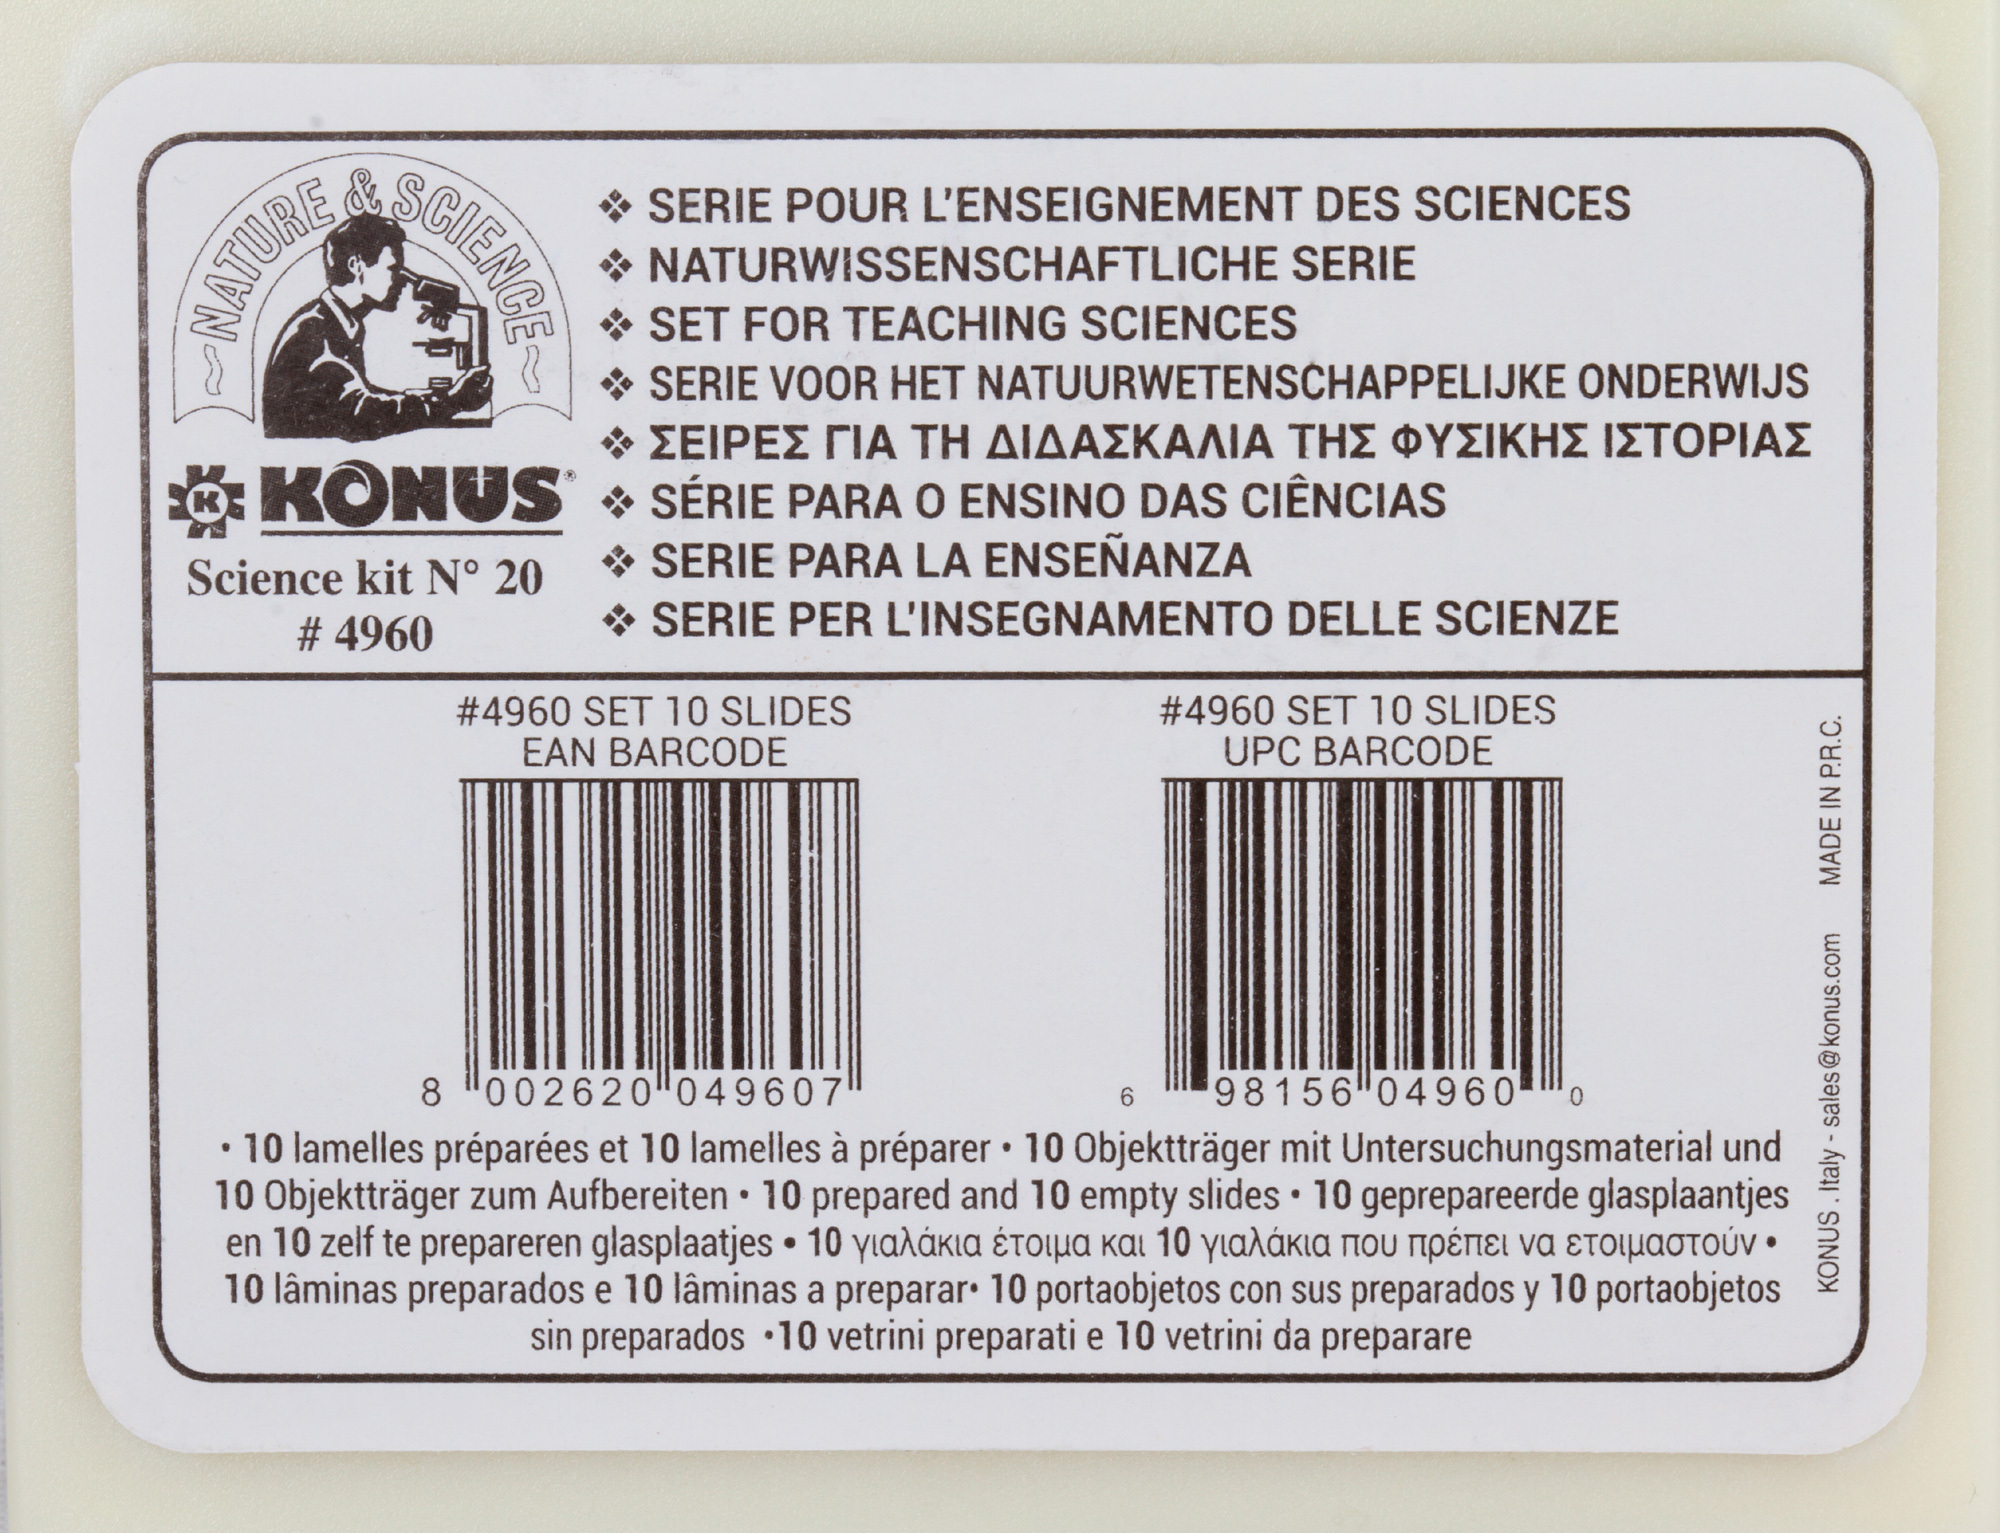 NATURE & SCIENCE
KONUS®
Science kit N° 20
# 4960
❖ SERIE POUR L'ENSEIGNEMENT DES SCIENCES
❖ NATURWISSENSCHAFTLICHE SERIE
❖ SET FOR TEACHING SCIENCES
❖ SERIE VOOR HET NATUURWETENSCHAPPELIJKE ONDERWIJS
❖ ΣΕΙΡΕΣ ΓΙΑ ΤΗ ΔΙΔΑΣΚΑΛΙΑ ΤΗΣ ΦΥΣΙΚΗΣ ΙΣΤΟΡΙΑΣ
❖ SÉRIE PARA O ENSINO DAS CIÊNCIAS
❖ SERIE PARA LA ENSEÑANZA
❖ SERIE PER L'INSEGNAMENTO DELLE SCIENZE
#4960 SET 10 SLIDES
EAN BARCODE
8 002620 049607
#4960 SET 10 SLIDES
UPC BARCODE
6 98156 04960 0
• 10 lamelles préparées et 10 lamelles à préparer • 10 Objektträger mit Untersuchungsmaterial und
10 Objektträger zum Aufbereiten • 10 prepared and 10 empty slides • 10 geprepareerde glasplaantjes
en 10 zelf te prepareren glasplaatjes • 10 γιαλάκια έτοιμα και 10 γιαλάκια που πρέπει να ετοιμαστούν •
10 lâminas preparados e 10 lâminas a preparar• 10 portaobjetos con sus preparados y 10 portaobjetos
sin preparados •10 vetrini preparati e 10 vetrini da preparare
KONUS . Italy - sales@konus.com MADE IN P.R.C.